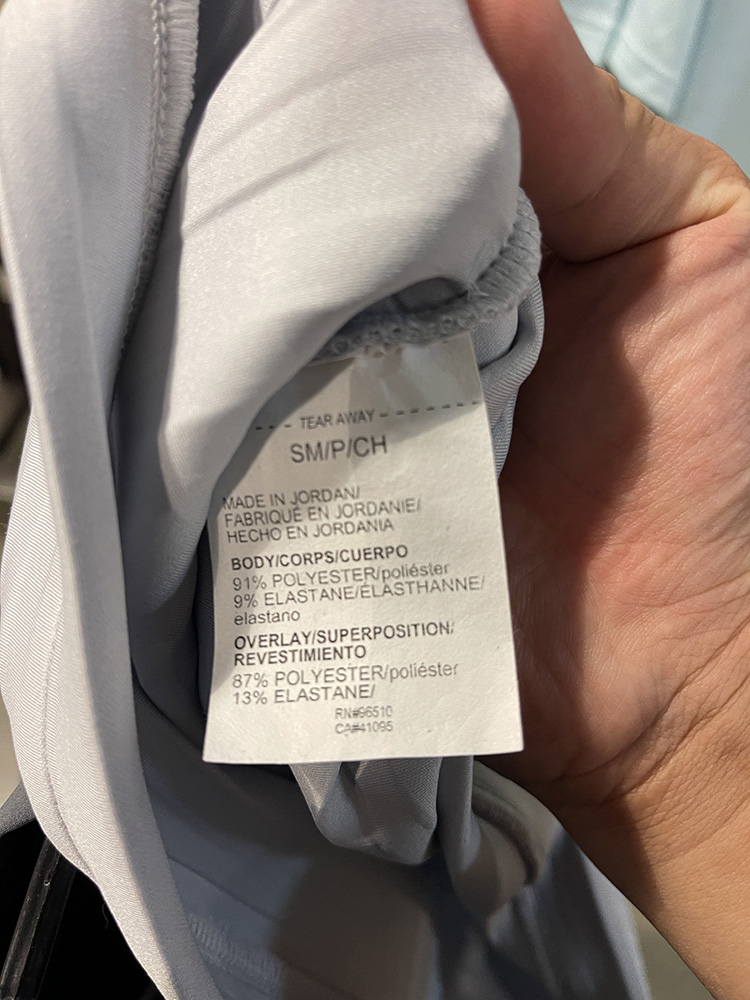 TEAR AWAY
SM/P/CH
MADE IN JORDAN/
FABRIQUÉ EN JORDANIE/
HECHO EN JORDANIA
BODY/CORPS/CUERPO
91% POLYESTER/poliéster
9% ELASTANE/ÉLASTHANNE/
elastano
OVERLAY/SUPERPOSITION/
REVESTIMIENTO
87% POLYESTER/poliéster
13% ELASTANE/
RN#96510
CA#41095